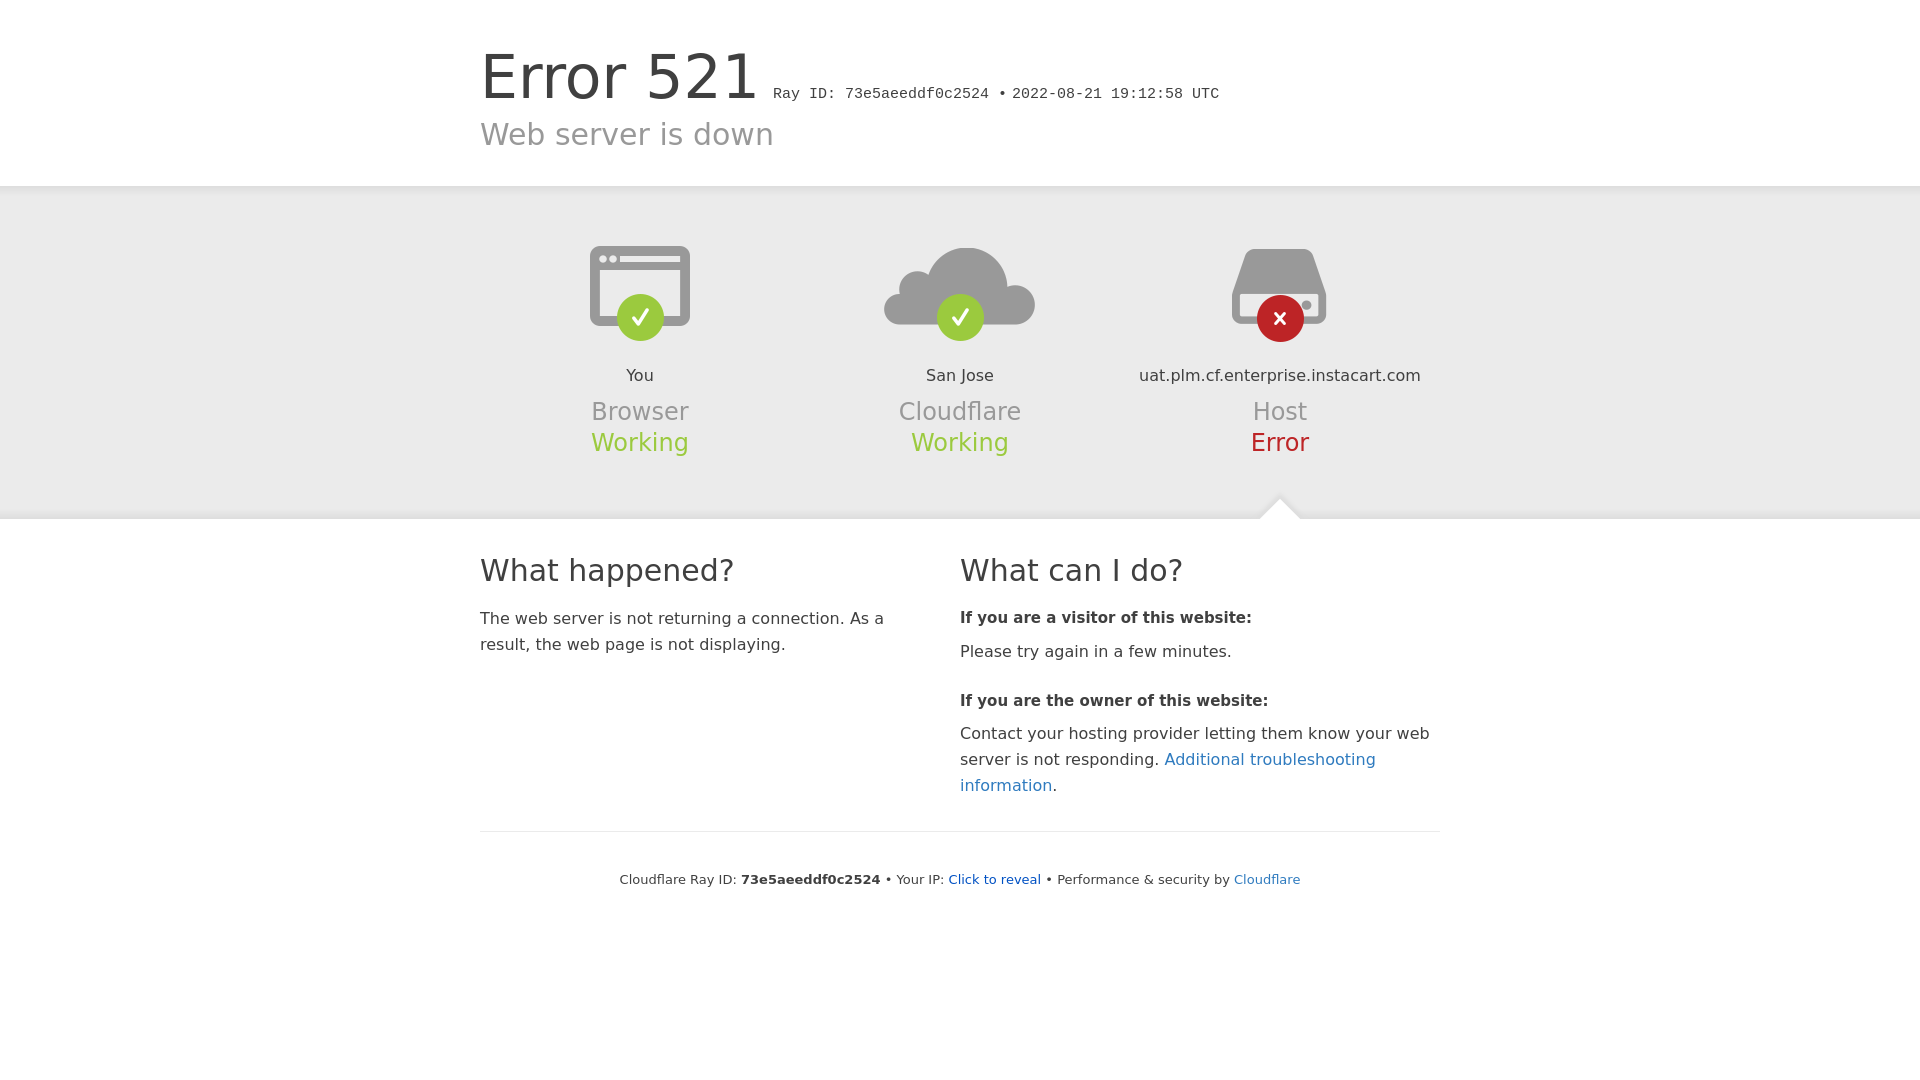 Error 521 Ray ID: 73e5aeeddf0c2524 • 2022-08-21 19:12:58 UTC
Web server is down
You
Browser
Working
San Jose
Cloudflare
Working
uat.plm.cf.enterprise.instacart.com
Host
Error
What happened?
The web server is not returning a connection. As a
result, the web page is not displaying.
What can I do?
If you are a visitor of this website:
Please try again in a few minutes.
If you are the owner of this website:
Contact your hosting provider letting them know your web
server is not responding. Additional troubleshooting
information.
Cloudflare Ray ID: 73e5aeeddf0c2524 • Your IP: Click to reveal • Performance & security by Cloudflare